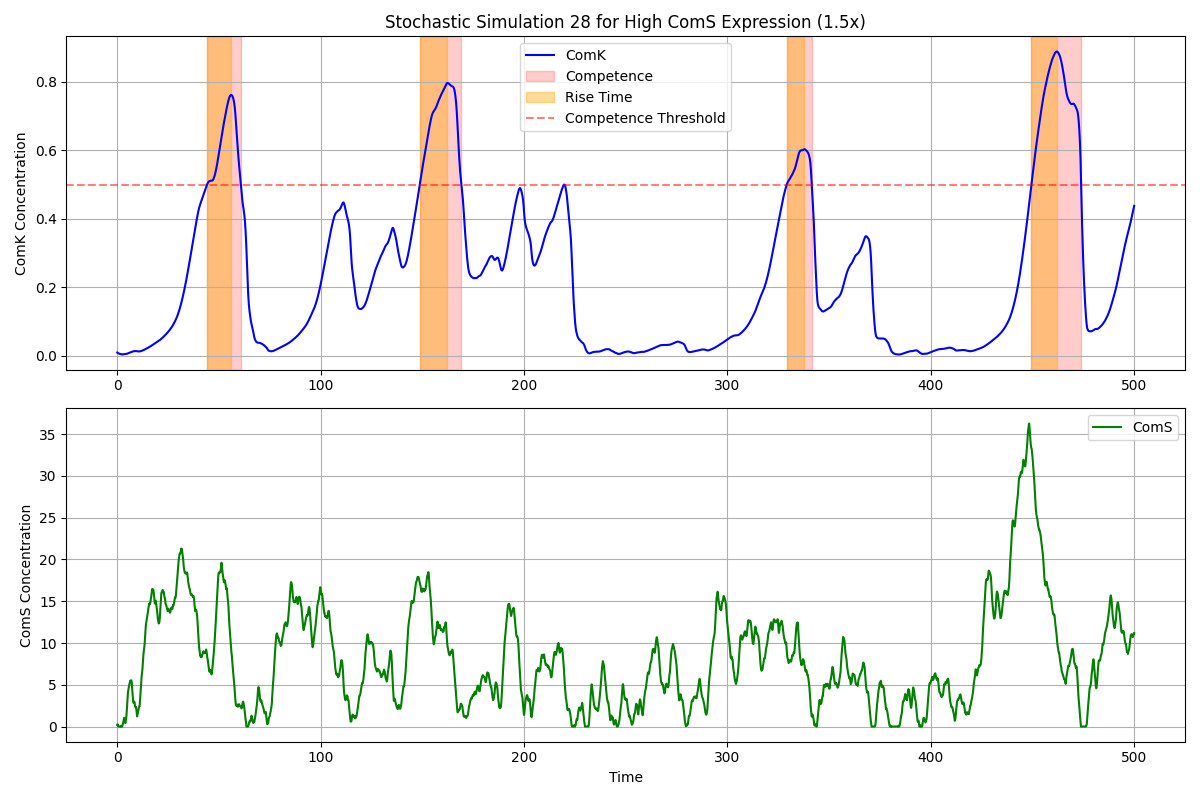 Stochastic Simulation 28 for High ComS Expression (1.5x)
ComK
Competence
Rise Time
Competence Threshold
ComK Concentration
0.8
0.6
0.4
0.2
0.0
0 100 200 300 400 500
ComS
ComS Concentration
35
30
25
20
15
10
5
0
0 100 200 300 400 500
Time